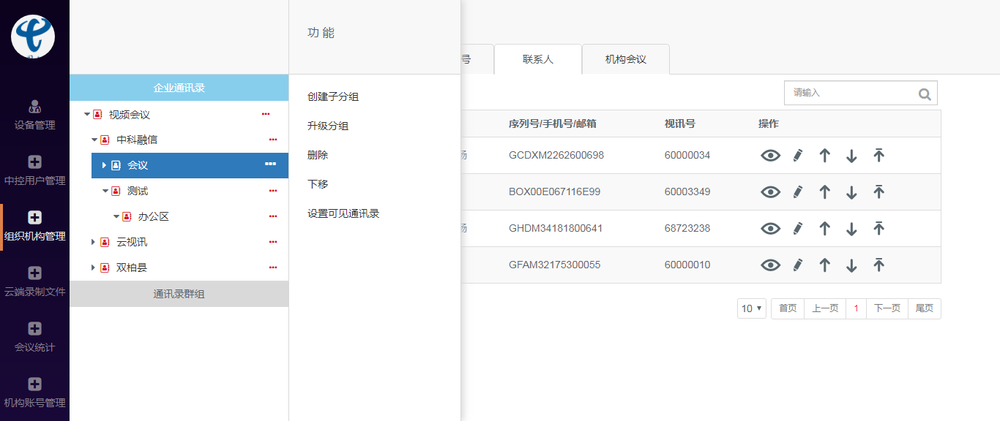 设备管理
中控用户管理
组织机构管理
云端录制文件
会议统计
机构账号管理
企业通讯录
视频会议
中科融信
会议
测试
办公区
云视讯
双柏县
通讯录群组
功 能
创建子分组
升级分组
删除
下移
设置可见通讯录
号 联系人 机构会议
请输入
序列号/手机号/邮箱 视讯号 操作
GCDXM2262600698 60000034
BOX00E067116E99 60003349
GHDM34181800641 68723238
GFAM32175300055 60000010
10 首页 上一页 1 下一页 尾页